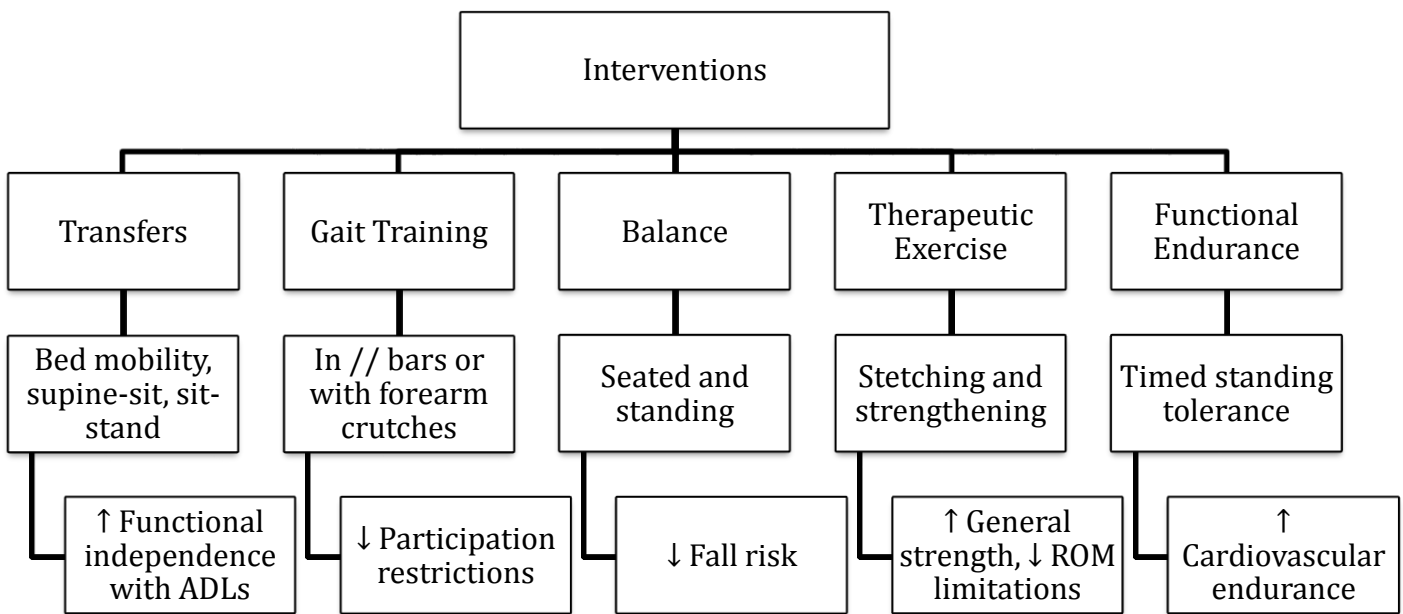 Interventions
Transfers
Gait Training
Balance
Therapeutic
Exercise
Functional
Endurance
Bed mobility,
supine-sit, sit-
stand
In // bars or
with forearm
crutches
Seated and
standing
Stetching and
strengthening
Timed standing
tolerance
↑ Functional
independence
with ADLs
↓ Participation
restrictions
↓ Fall risk
↑ General
strength, ↓ ROM
limitations
↑
Cardiovascular
endurance